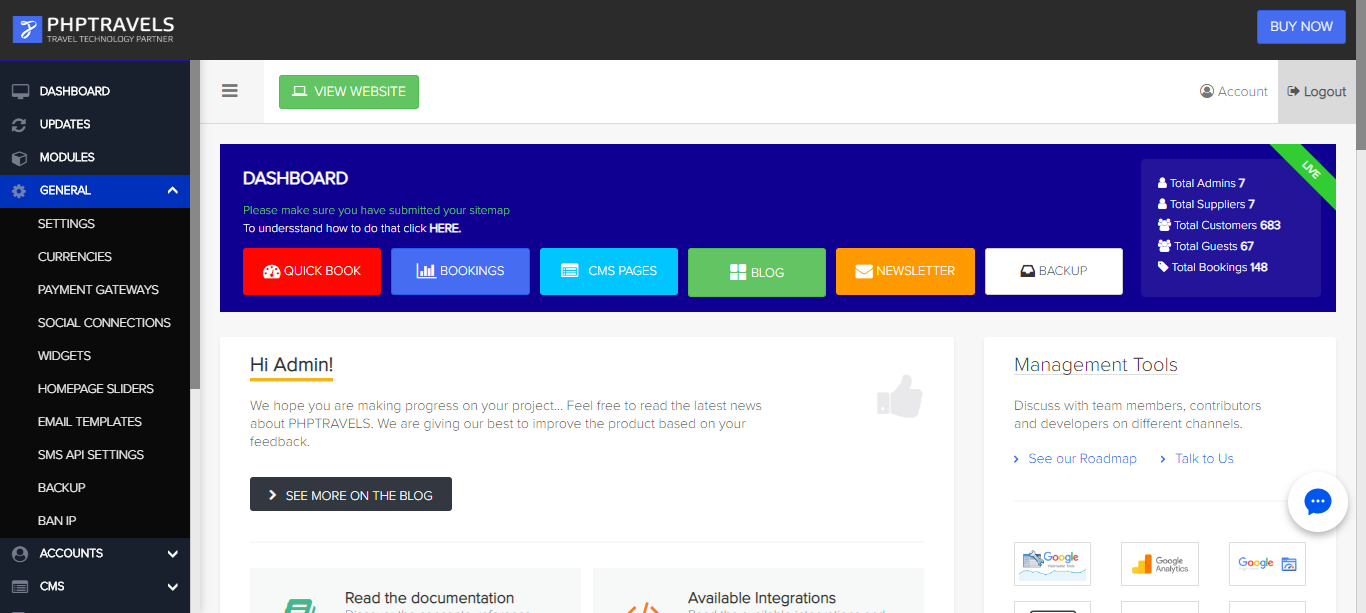 PHPTRAVELS
TRAVEL TECHNOLOGY PARTNER
BUY NOW
DASHBOARD
UPDATES
MODULES
GENERAL
SETTINGS
CURRENCIES
PAYMENT GATEWAYS
SOCIAL CONNECTIONS
WIDGETS
HOMEPAGE SLIDERS
EMAIL TEMPLATES
SMS API SETTINGS
BACKUP
BAN IP
ACCOUNTS
CMS
VIEW WEBSITE
Account
Logout
DASHBOARD
Please make sure you have submitted your sitemap
To undersstand how to do that click HERE.
QUICK BOOK
BOOKINGS
CMS PAGES
BLOG
NEWSLETTER
BACKUP
LIVE
Total Admins 7
Total Suppliers 7
Total Customers 683
Total Guests 67
Total Bookings 148
Hi Admin!
We hope you are making progress on your project... Feel free to read the latest news
about PHPTRAVELS. We are giving our best to improve the product based on your
feedback.
SEE MORE ON THE BLOG
Read the documentation
Available Integrations
Management Tools
Discuss with team members, contributors
and developers on different channels.
See our Roadmap
Talk to Us
Google
Google
Analytics
Google